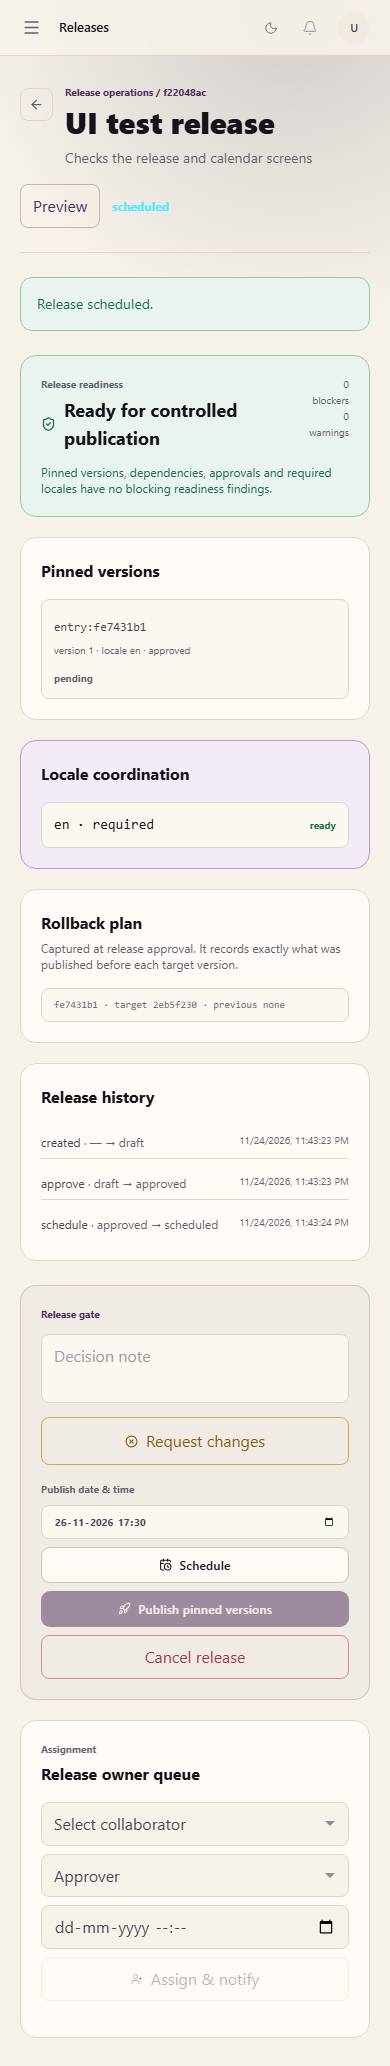 Releases
U
Release operations / f22048ac
UI test release
Checks the release and calendar screens
Preview
scheduled
Release scheduled.
Release readiness
Ready for controlled
publication
0
blockers
0
warnings
Pinned versions, dependencies, approvals and required
locales have no blocking readiness findings.
Pinned versions
entry:fe7431b1
version 1 · locale en · approved
pending
Locale coordination
en · required
ready
Rollback plan
Captured at release approval. It records exactly what was
published before each target version.
fe7431b1 · target 2eb5f230 · previous none
Release history
created · — → draft
11/24/2026, 11:43:23 PM
approve · draft → approved
11/24/2026, 11:43:23 PM
schedule · approved → scheduled
11/24/2026, 11:43:24 PM
Release gate
Decision note
Request changes
Publish date & time
26-11-2026 17:30
Schedule
Publish pinned versions
Cancel release
Assignment
Release owner queue
Select collaborator
Approver
dd-mm-yyyy --:--
Assign & notify